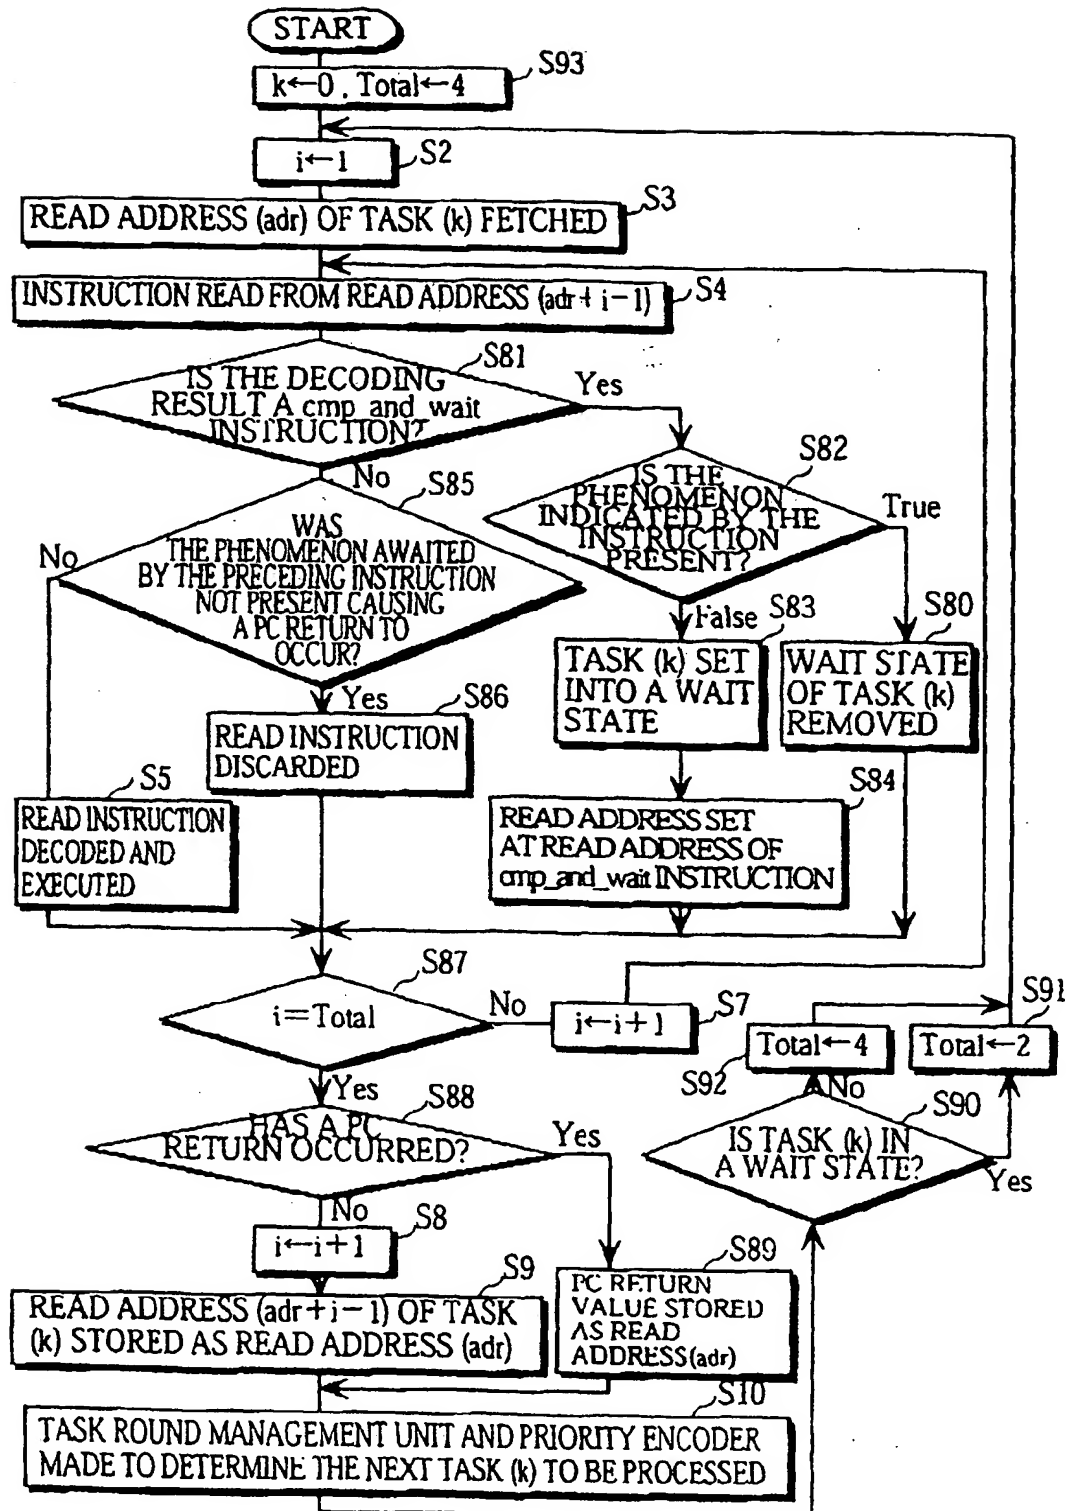 START
k←0, Total←4
S93
i←1
S2
READ ADDRESS (adr) OF TASK (k) FETCHED
S3
INSTRUCTION READ FROM READ ADDRESS (adr+i-1)
S4
IS THE DECODING
RESULT A cmp_and_wait
INSTRUCTION?
S81
Yes
No
IS THE
PHENOMENON
INDICATED BY THE
INSTRUCTION
PRESENT?
S82
True
False
WAS
THE PHENOMENON AWAITED
BY THE PRECEDING INSTRUCTION
NOT PRESENT CAUSING
A PC RETURN TO
OCCUR?
S85
No
Yes
TASK (k) SET
INTO A WAIT
STATE
S83
WAIT STATE
OF TASK (k)
REMOVED
S80
READ INSTRUCTION
DISCARDED
S86
READ INSTRUCTION
DECODED AND
EXECUTED
S5
READ ADDRESS SET
AT READ ADDRESS OF
cmp_and_wait INSTRUCTION
S84
i=Total
S87
No
Yes
i←i+1
S7
Total←4
S92
Total←2
S91
HAS A PC
RETURN OCCURRED?
S88
Yes
No
IS TASK (k) IN
A WAIT STATE?
S90
No
Yes
i←i+1
S8
READ ADDRESS (adr+i-1) OF TASK
(k) STORED AS READ ADDRESS (adr)
S9
PC RETURN
VALUE STORED
AS READ
ADDRESS(adr)
S89
TASK ROUND MANAGEMENT UNIT AND PRIORITY ENCODER
MADE TO DETERMINE THE NEXT TASK (k) TO BE PROCESSED
S10